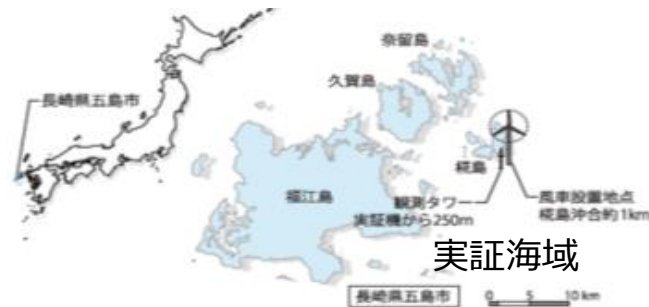 奈留島
久賀島
長崎県五島市
椛島
観測タワー
実証機から250m
風車設置地点
椛島沖合約1km
福江島
実証海域
長崎県五島市
0 5 10 km